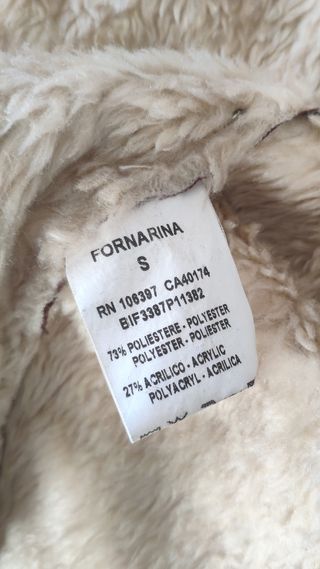 FORNARINA
S
RN 106397 CA40174
BIF3387P11382
73% POLIESTERE - POLYESTER
POLYESTER - POLIESTER
27% ACRILICO - ACRYLIC
POLYACRYL - ACRILICA